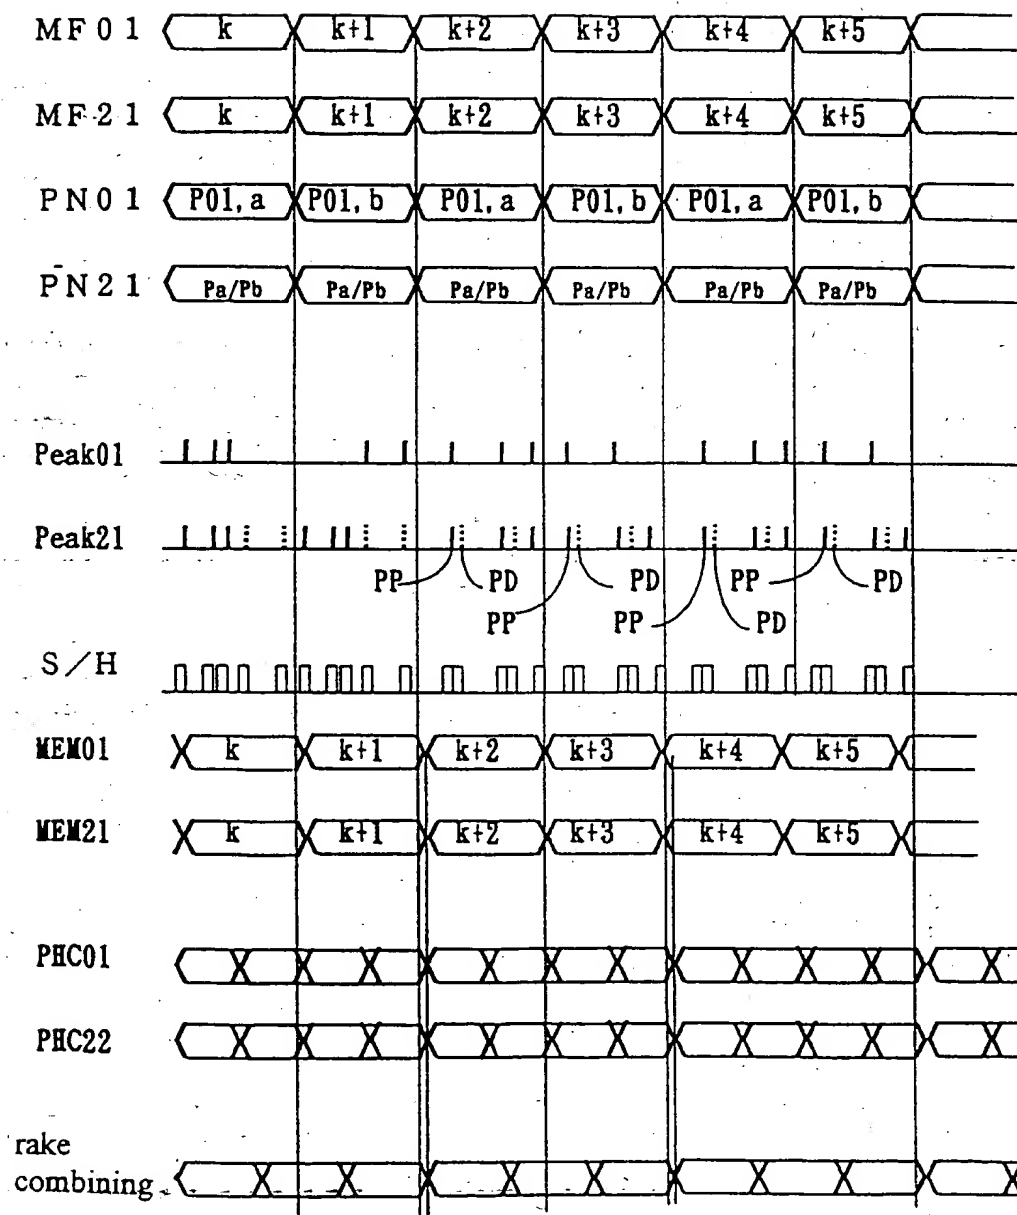 MF01 k k+1 k+2 k+3 k+4 k+5
MF21 k k+1 k+2 k+3 k+4 k+5
PN01 P01, a P01, b P01, a P01, b P01, a P01, b
PN21 Pa/Pb Pa/Pb Pa/Pb Pa/Pb Pa/Pb Pa/Pb
Peak01
Peak21
PP PD PD PP PD
PP PP PD
S/H
MEM01 k k+1 k+2 k+3 k+4 k+5
MEM21 k k+1 k+2 k+3 k+4 k+5
PHC01
PHC22
rake
combining